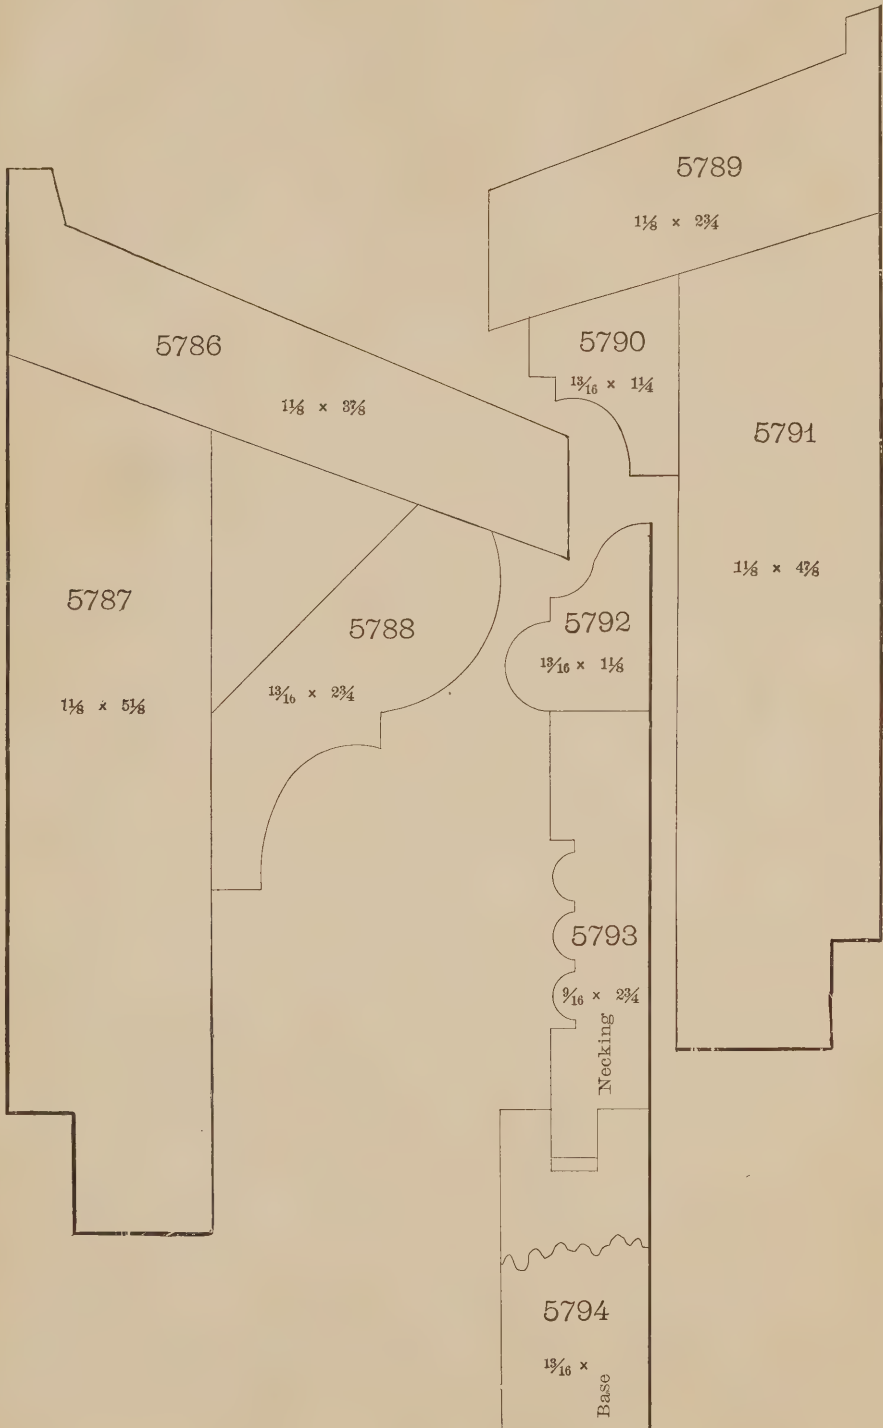 5786
1⅛ × 3⅞
5787
1⅛ × 5⅛
5788
13/16 × 2¾
5789
1⅛ × 2¾
5790
13/16 × 1¼
5791
1⅛ × 4⅞
5792
13/16 × 1⅛
5793
9/16 × 2¾
Necking
5794
13/16 ×
Base